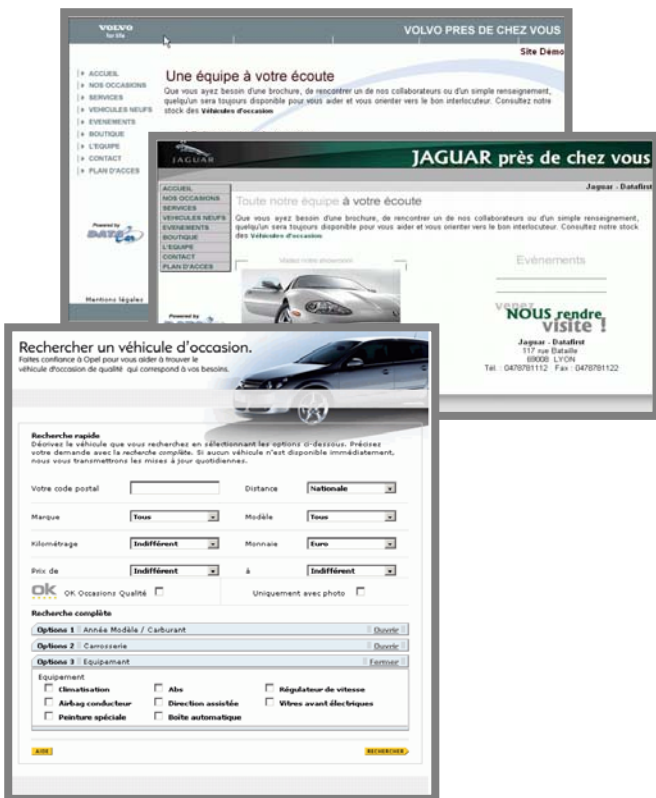 VOLVO
for life
VOLVO PRES DE CHEZ VOUS
Site Démo
ACCUEIL
NOS OCCASIONS
SERVICES
VEHICULES NEUFS
EVENEMENTS
BOUTIQUE
L'EQUIPE
CONTACT
PLAN D'ACCES
Une équipe à votre écoute
Que vous ayez besoin d'une brochure, de rencontrer un de nos collaborateurs ou d'un simple renseignement,
quelqu'un sera toujours disponible pour vous aider et vous orienter vers le bon interlocuteur. Consultez notre
stock des Véhicules d'occasion
Powered by
Mentions légales
JAGUAR
JAGUAR près de chez vous
Jaguar - Datafirst
ACCUEIL
NOS OCCASIONS
SERVICES
VEHICULES NEUFS
EVENEMENTS
BOUTIQUE
L'EQUIPE
CONTACT
PLAN D'ACCES
Powered by
Toute notre équipe à votre écoute
Que vous ayez besoin d'une brochure, de rencontrer un de nos collaborateurs ou d'un simple renseignement,
quelqu'un sera toujours disponible pour vous aider et vous orienter vers le bon interlocuteur. Consultez notre stock
des Véhicules d'occasion
Visitez notre showroom
Evènements
venez
NOUS rendre
visite !
Jaguar - Datafirst
117 rue Bataille
69008 LYON
Tél. : 0478781112 Fax : 0478781122
Rechercher un véhicule d'occasion.
Faites confiance à Opel pour vous aider à trouver le
véhicule d'occasion de qualité qui correspond à vos besoins.
Recherche rapide
Décrivez le véhicule que vous recherchez en sélectionnant les options ci-dessous. Précisez
votre demande avec la recherche complète. Si aucun véhicule n'est disponible immédiatement,
nous vous transmettrons les mises à jour quotidiennes.
Votre code postal Distance Nationale
Marque Tous Modèle Tous
Kilométrage Indifférent Monnaie Euro
Prix de Indifférent à Indifférent
ok OK Occasions Qualité Uniquement avec photo
Recherche complète
Options 1 Année Modèle / Carburant Ouvrir
Options 2 Carrosserie Ouvrir
Options 3 Equipement Fermer
Equipement
Climatisation Abs Régulateur de vitesse
Airbag conducteur Direction assistée Vitres avant électriques
Peinture spéciale Boîte automatique
AIDE RECHERCHER